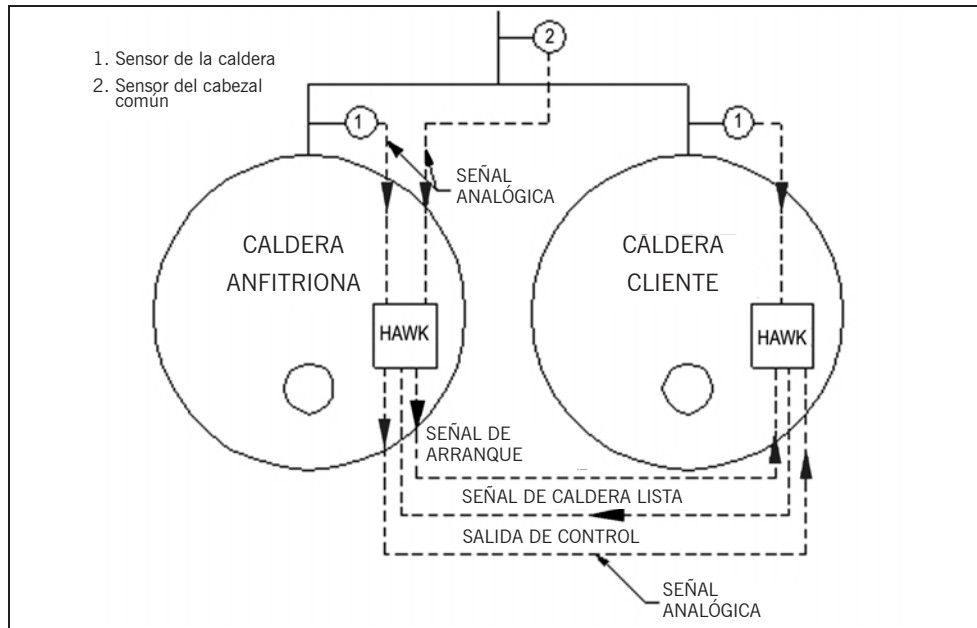 1. Sensor de la caldera
2. Sensor del cabezal
común
2
1
1
SEÑAL
ANALÓGICA
CALDERA
ANFITRIONA
CALDERA
CLIENTE
HAWK
HAWK
SEÑAL DE
ARRANQUE
SEÑAL DE CALDERA LISTA
SALIDA DE CONTROL
SEÑAL
ANALÓGICA